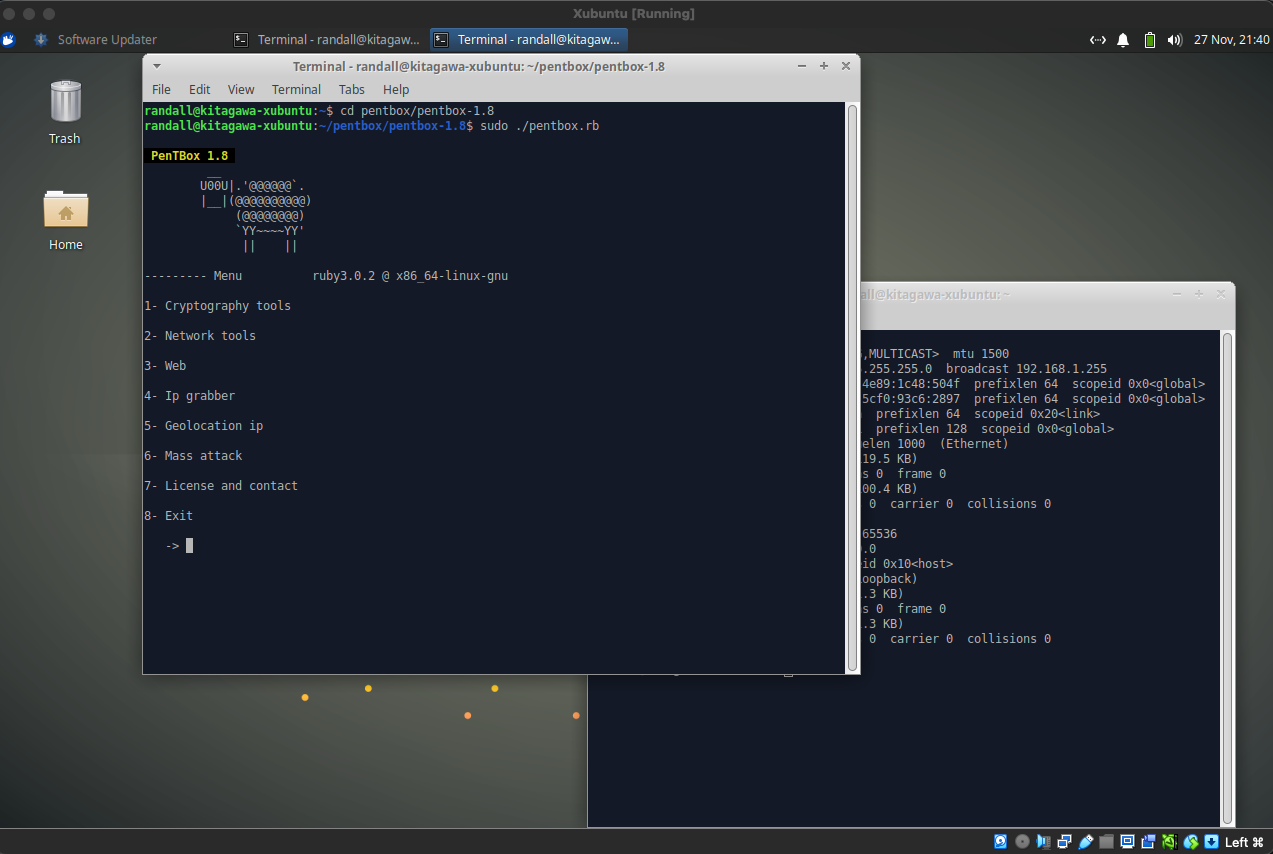 Xubuntu [Running]
Software Updater
Terminal - randall@kitagaw...
Terminal - randall@kitagaw...
27 Nov, 21:40
Trash
Home
Terminal - randall@kitagawa-xubuntu: ~/pentbox/pentbox-1.8
File Edit View Terminal Tabs Help
randall@kitagawa-xubuntu:~$ cd pentbox/pentbox-1.8
randall@kitagawa-xubuntu:~/pentbox/pentbox-1.8$ sudo ./pentbox.rb
PenTBox 1.8
        __
        U00U|.'@@@@@@`.
        |__|(@@@@@@@@@@)
             (@@@@@@@@)
             `YY~~~~YY'
              ||    ||
--------- Menu          ruby3.0.2 @ x86_64-linux-gnu
1- Cryptography tools
2- Network tools
3- Web
4- Ip grabber
5- Geolocation ip
6- Mass attack
7- License and contact
8- Exit
   ->
all@kitagawa-xubuntu: ~
,MULTICAST>  mtu 1500
.255.255.0  broadcast 192.168.1.255
4e89:1c48:504f  prefixlen 64  scopeid 0x0<global>
5cf0:93c6:2897  prefixlen 64  scopeid 0x0<global>
prefixlen 64  scopeid 0x20<link>
prefixlen 128  scopeid 0x0<global>
elen 1000  (Ethernet)
19.5 KB)
s 0  frame 0
00.4 KB)
0  carrier 0  collisions 0
65536
.0
id 0x10<host>
oopback)
.3 KB)
s 0  frame 0
.3 KB)
0  carrier 0  collisions 0
Left ⌘